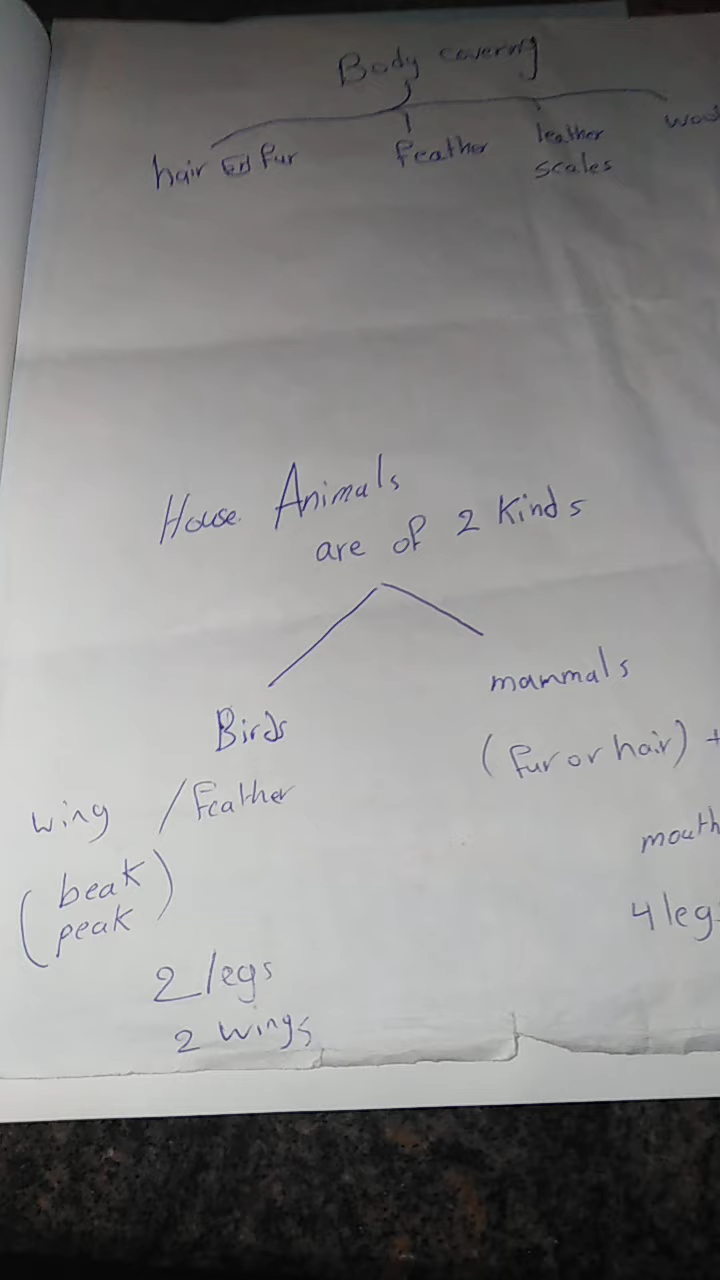 Body covering
hair fur
Feather
leather
scales
House Animals
are of 2 Kinds
Birds
mammals
wing / Feather
(fur or hair) +
(beak
peak)
mouth
4 leg
2 legs
2 wings